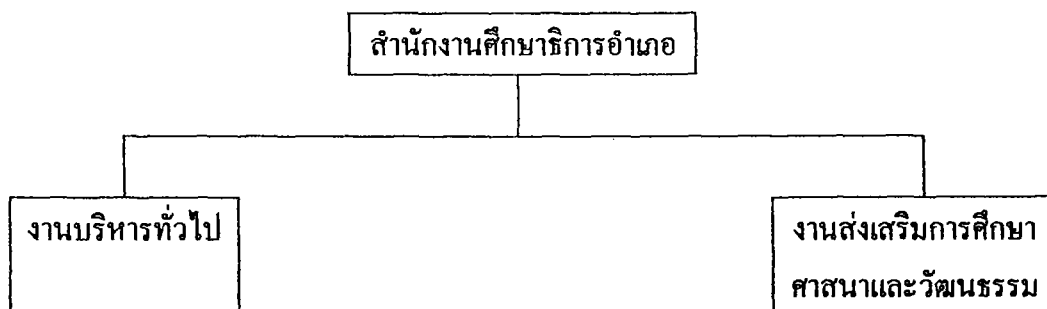 สำนักงานศึกษาธิการอำเภอ
งานบริหารทั่วไป
งานส่งเสริมการศึกษา
ศาสนาและวัฒนธรรม